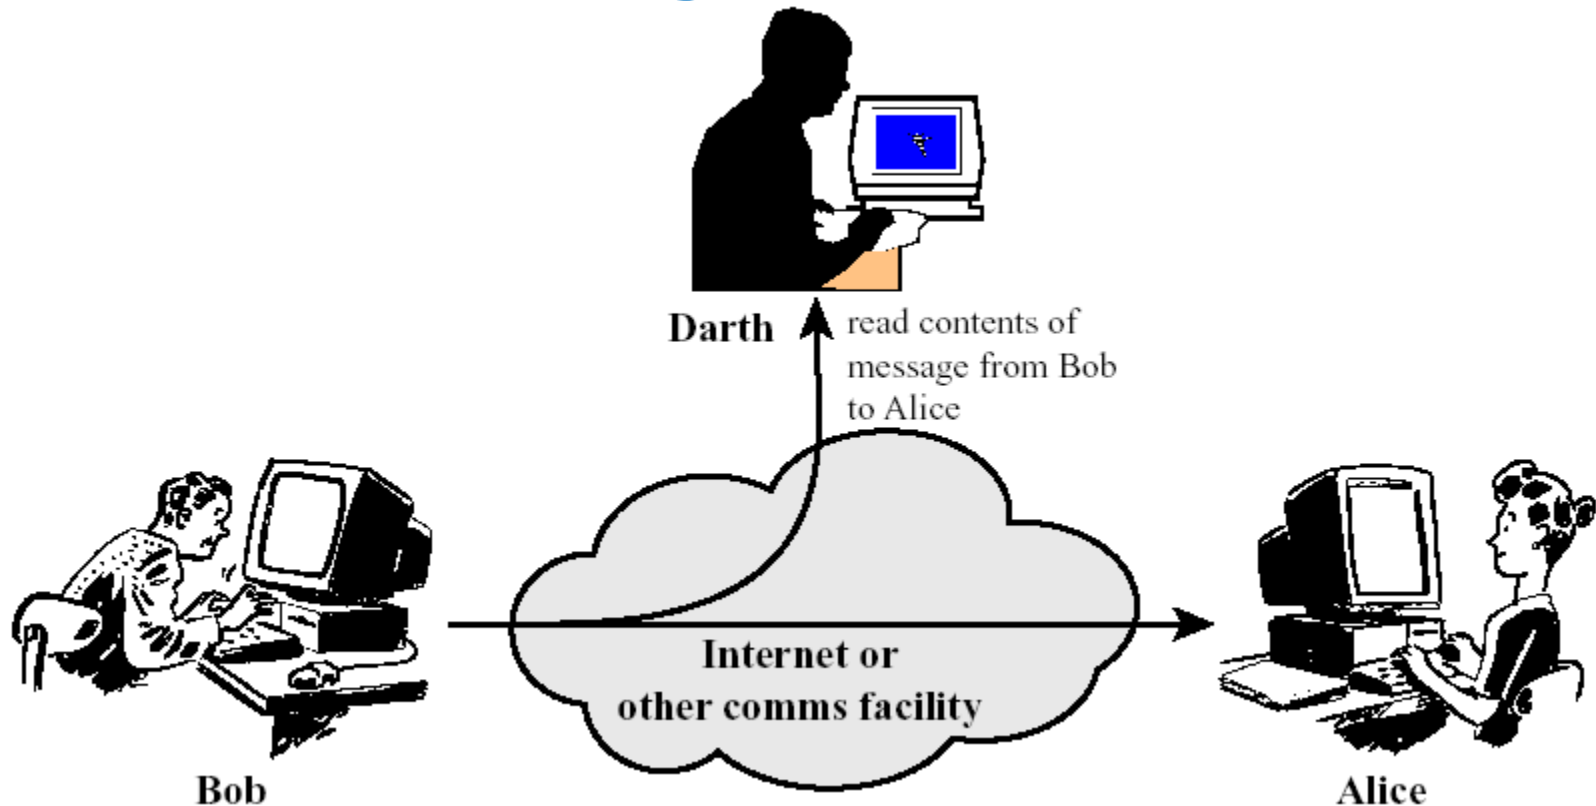 Darth
read contents of
message from Bob
to Alice
Internet or
other comms facility
Bob
Alice